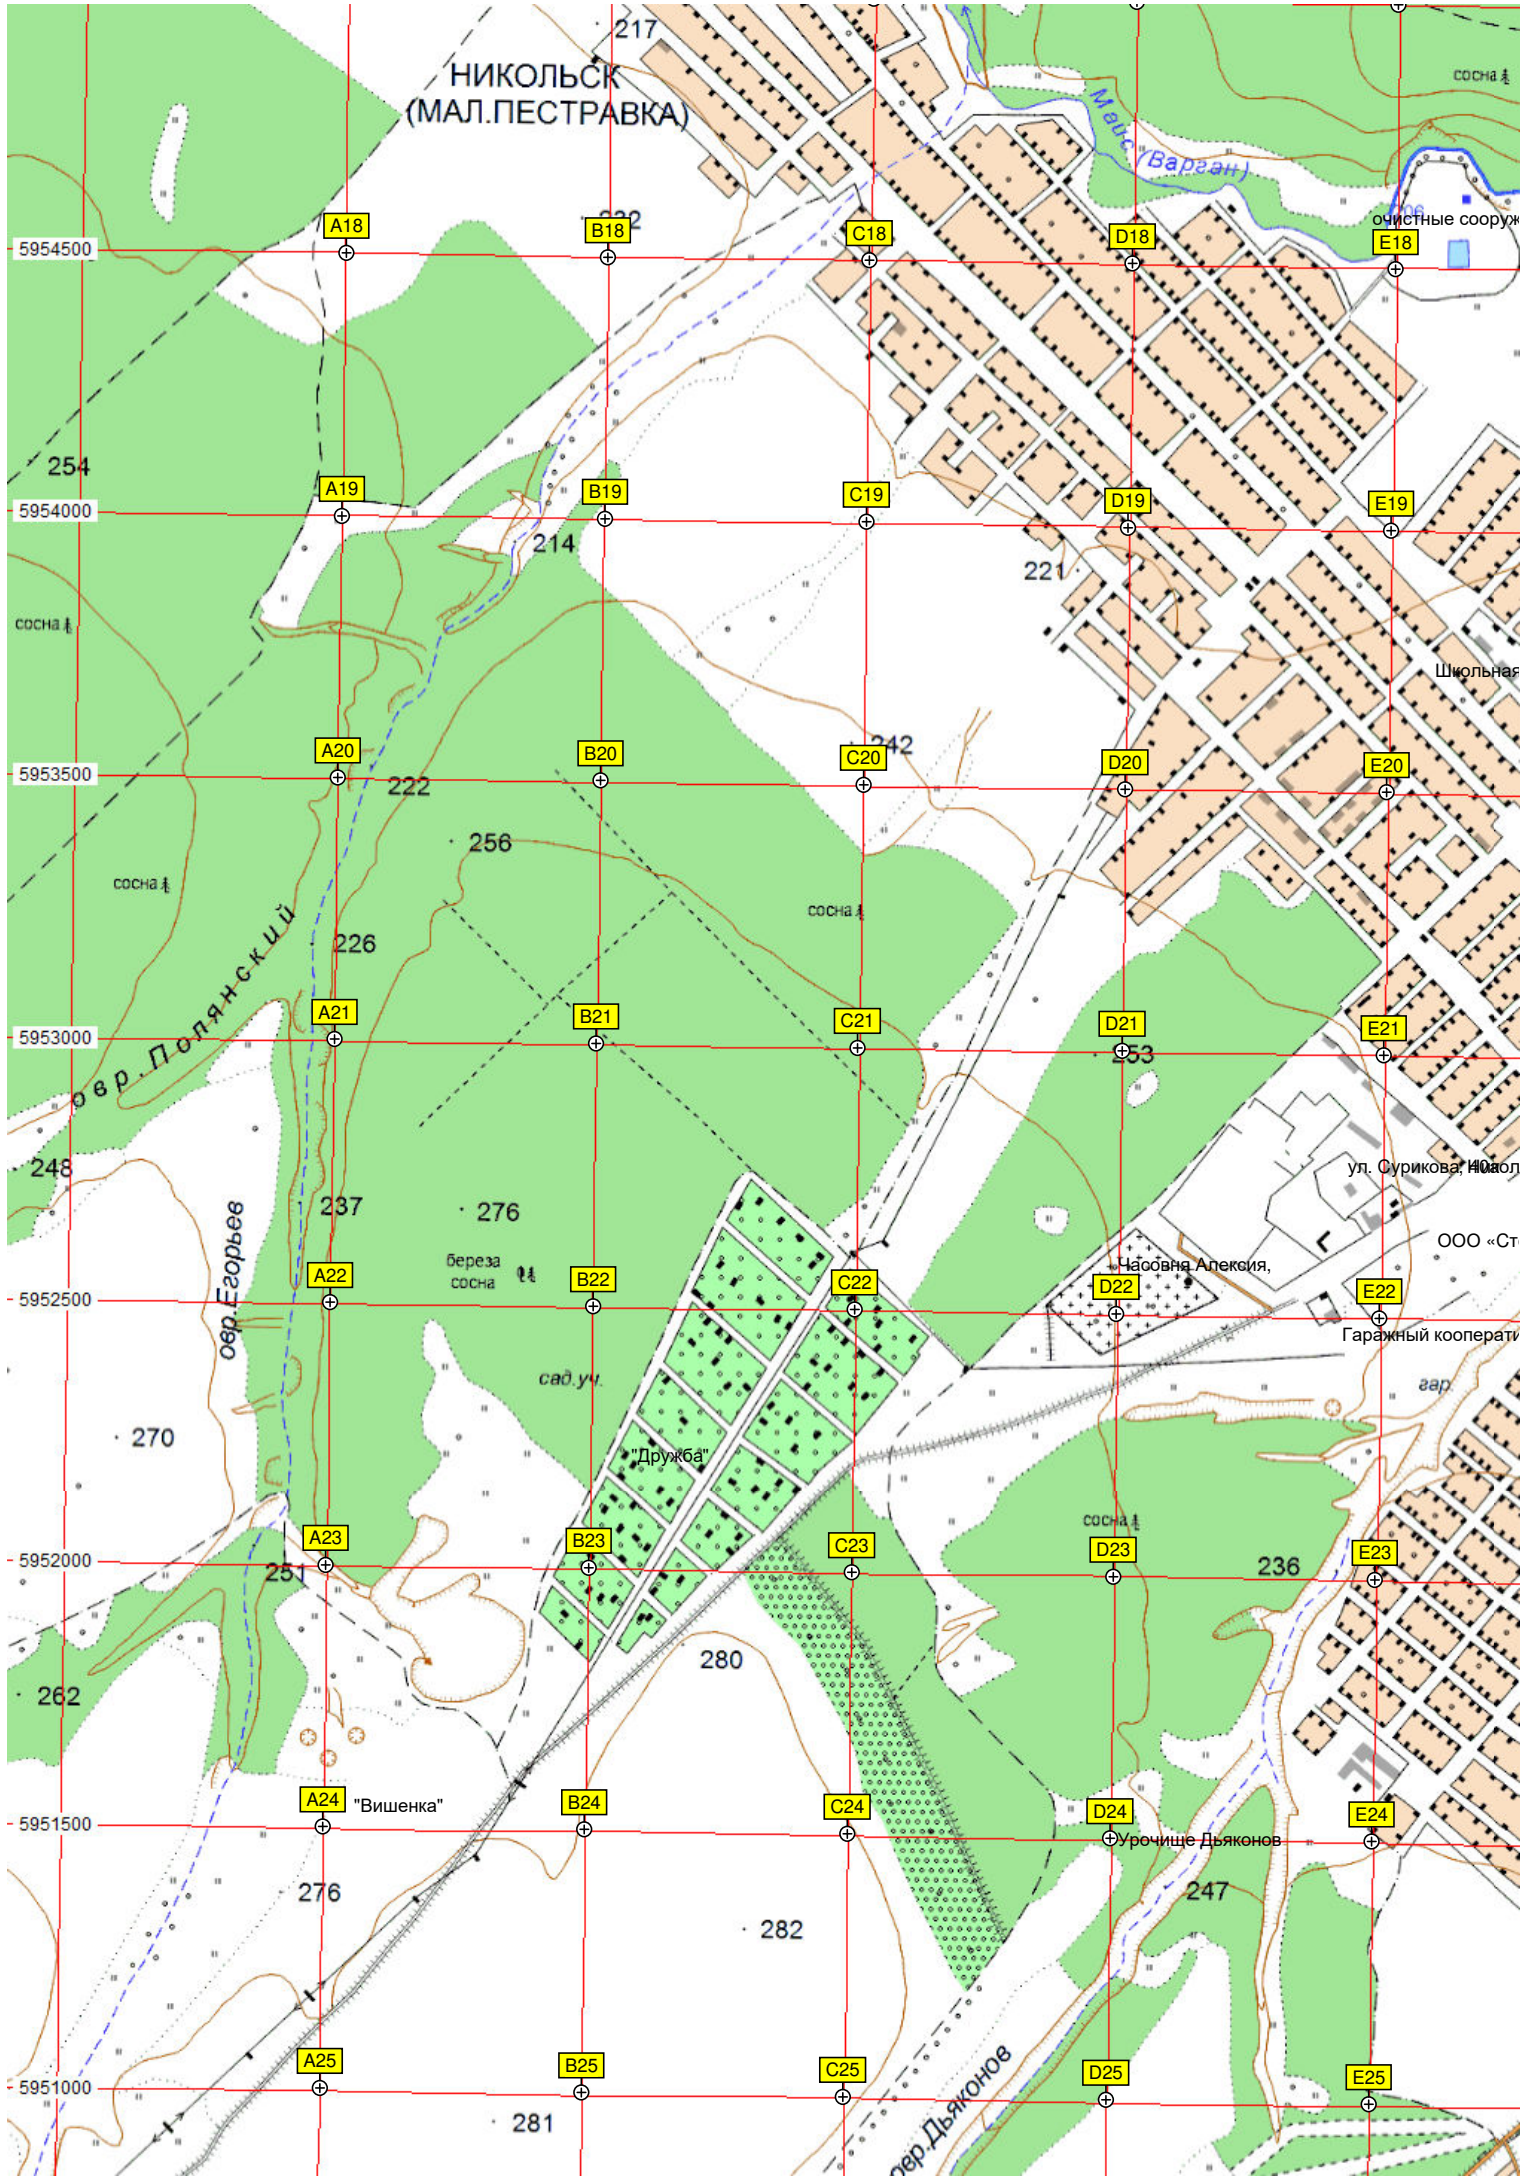 217
НИКОЛЬСК
(МАЛ.ПЕСТРАВКА)
сосна
Майс (Варган)
очистные сооруж
A18
B18
C18
D18
E18
5954500
254
A19
B19
C19
D19
E19
5954000
214
221
сосна
Школьная
242
A20
B20
C20
D20
E20
5953500
222
256
сосна
сосна
226
овр.Полянский
A21
B21
C21
D21
E21
5953000
253
248
ул. Сурикова,
237
276
овр.Егорьев
береза
сосна
ООО «Ст
Часовня Алексия,
A22
B22
C22
D22
E22
5952500
Гаражный кооперати
сад.уч.
гар.
270
"Дружба"
сосна
A23
B23
C23
D23
E23
5952000
251
236
280
262
"Вишенка"
A24
B24
C24
D24
E24
5951500
Урочище Дьяконов
276
247
282
A25
B25
C25
D25
E25
5951000
281
овр.Дьяконов